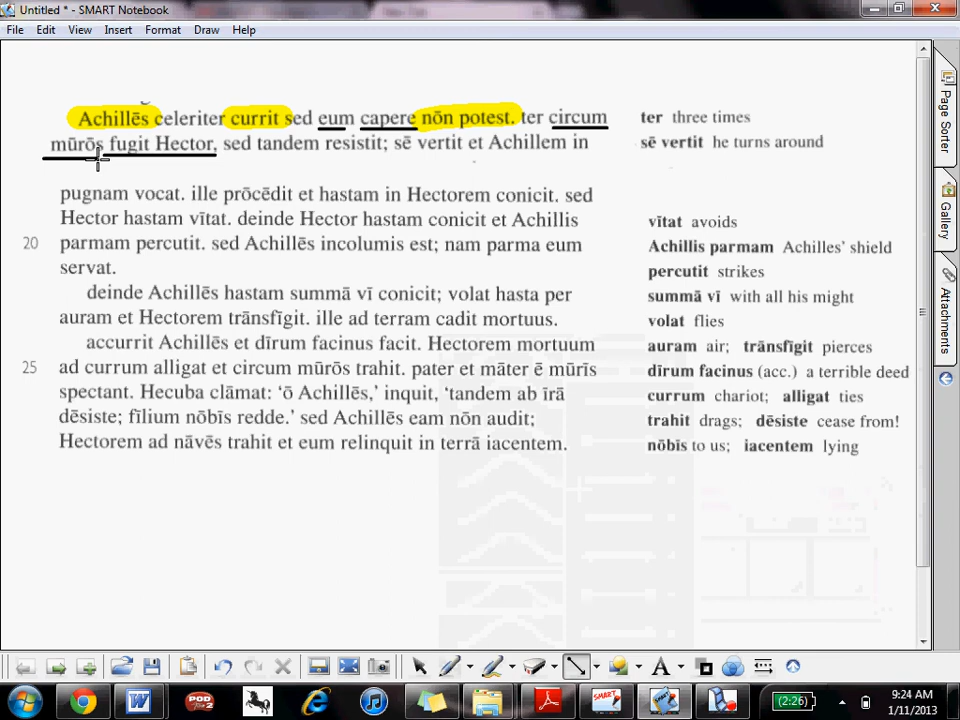 Untitled * - SMART Notebook
File Edit View Insert Format Draw Help
Achillēs celeriter currit sed eum capere nōn potest. ter circum
mūrōs fugit Hector, sed tandem resistit; sē vertit et Achillem in
pugnam vocat. ille prōcēdit et hastam in Hectorem conicit. sed
Hector hastam vītat. deinde Hector hastam conicit et Achillis
20 parmam percutit. sed Achillēs incolumis est; nam parma eum
servat.
deinde Achillēs hastam summā vī conicit; volat hasta per
auram et Hectorem trānsfīgit. ille ad terram cadit mortuus.
accurrit Achillēs et dīrum facinus facit. Hectorem mortuum
25 ad currum alligat et circum mūrōs trahit. pater et māter ē mūrīs
spectant. Hecuba clāmat: ‘ō Achillēs,’ inquit, ‘tandem ab īrā
dēsiste; fīlium nōbīs redde.’ sed Achillēs eam nōn audit;
Hectorem ad nāvēs trahit et eum relinquit in terrā iacentem.
ter three times
sē vertit he turns around
vītat avoids
Achillis parmam Achilles’ shield
percutit strikes
summā vī with all his might
volat flies
auram air; trānsfīgit pierces
dīrum facinus (acc.) a terrible deed
currum chariot; alligat ties
trahit drags; dēsiste cease from!
nōbīs to us; iacentem lying
Page Sorter
Gallery
Attachments
A
W
POD
SMART
(2:26)
9:24 AM
1/11/2013